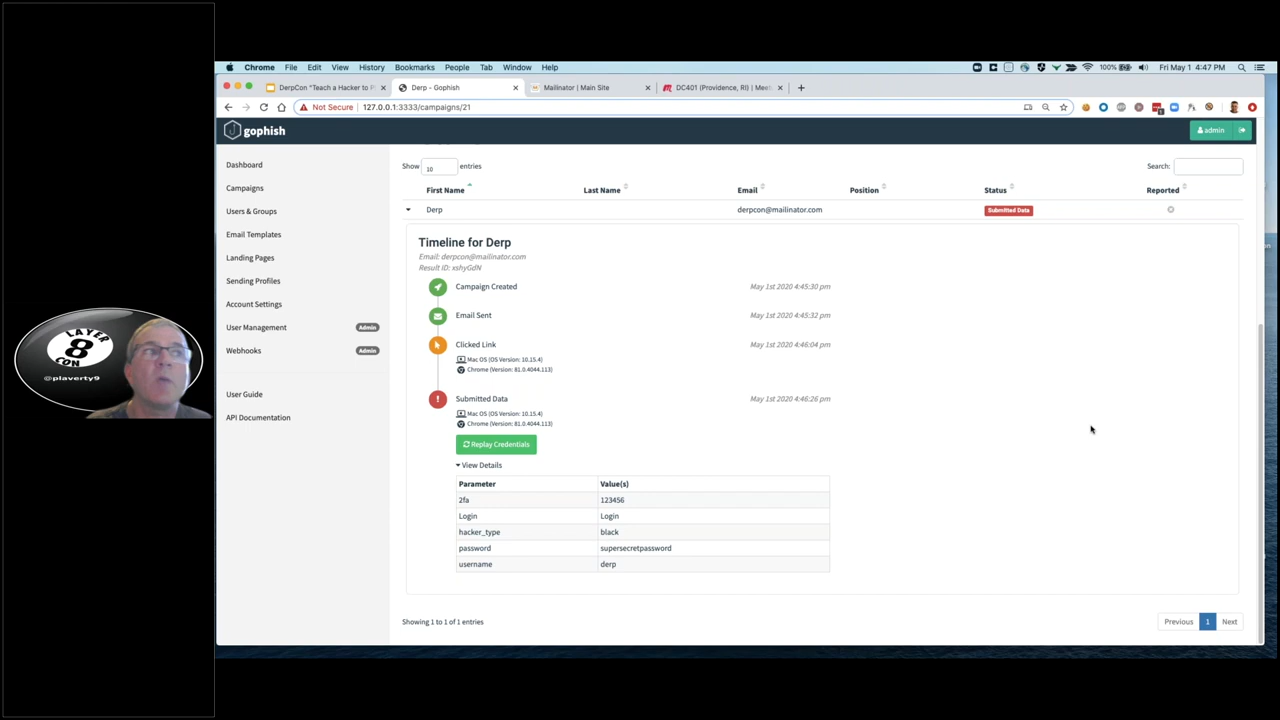 Chrome File Edit View History Bookmarks People Tab Window Help 100% Fri May 1 4:47 PM
DerpCon "Teach a Hacker to P Derp - Gophish Mailinator | Main Site DC401 (Providence, RI) | Meet
Not Secure 127.0.0.1:3333/campaigns/21
gophish admin
Dashboard
Campaigns
Users & Groups
Email Templates
Landing Pages
Sending Profiles
Account Settings
User Management Admin
Webhooks Admin
User Guide
API Documentation
Show 10 entries Search:
First Name Last Name Email Position Status Reported
Derp derpcon@mailinator.com Submitted Data
Timeline for Derp
Email: derpcon@mailinator.com
Result ID: xshyGdN
Campaign Created May 1st 2020 4:45:30 pm
Email Sent May 1st 2020 4:45:32 pm
Clicked Link May 1st 2020 4:46:04 pm
Mac OS (OS Version: 10.15.4)
Chrome (Version: 81.0.4044.113)
Submitted Data May 1st 2020 4:46:26 pm
Mac OS (OS Version: 10.15.4)
Chrome (Version: 81.0.4044.113)
Replay Credentials
View Details
Parameter Value(s)
2fa 123456
Login Login
hacker_type black
password supersecretpassword
username derp
Showing 1 to 1 of 1 entries Previous 1 Next
LAYER
8
CON
@plaverty9